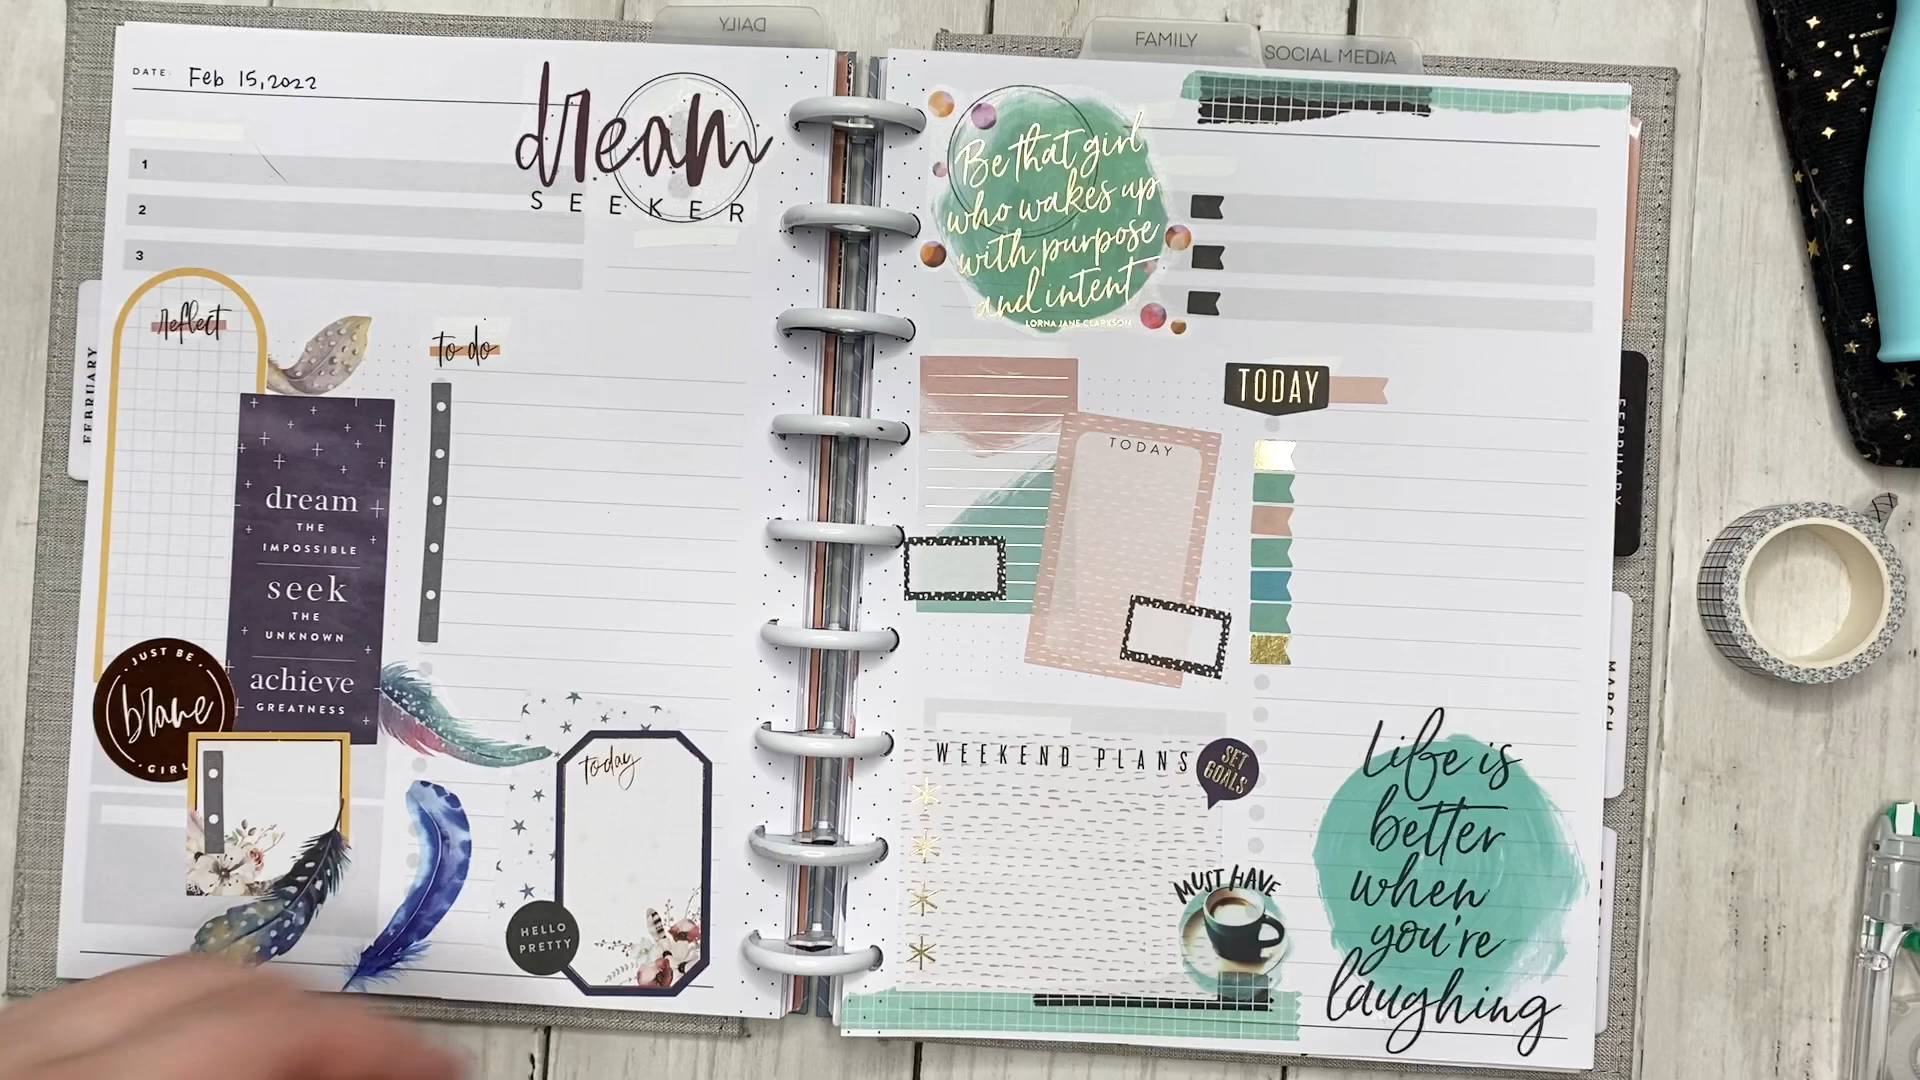 DAILY
FAMILY
SOCIAL MEDIA
DATE: Feb 15, 2022
dream
SEEKER
1
2
3
reflect
to do
dream
THE
IMPOSSIBLE
seek
THE
UNKNOWN
achieve
GREATNESS
JUST BE
brave
GIRL
today
HELLO
PRETTY
FEBRUARY
Be that girl
who wakes up
with purpose
and intent
LORNA JANE CLARKSON
TODAY
TODAY
WEEKEND PLANS
SET
GOALS
MUST HAVE
Life is
better
when
you're
laughing
FEBRUARY
MARCH